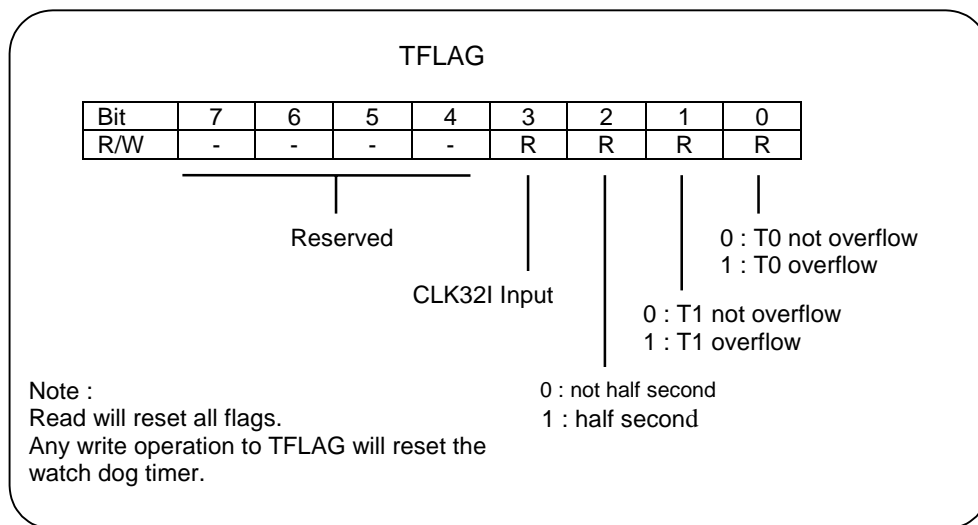 TFLAG
Bit 7 6 5 4 3 2 1 0
R/W - - - - R R R R
Reserved
CLK32I Input
0 : T0 not overflow
1 : T0 overflow
0 : T1 not overflow
1 : T1 overflow
0 : not half second
1 : half second
Note :
Read will reset all flags.
Any write operation to TFLAG will reset the
watch dog timer.